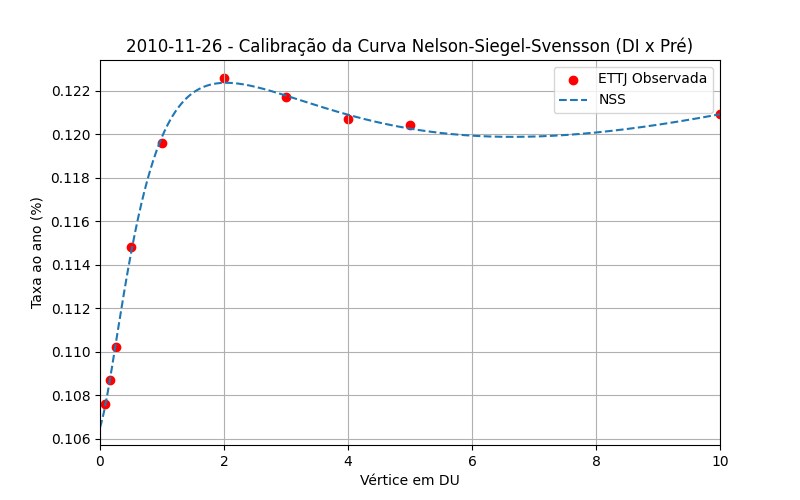 2010-11-26 - Calibração da Curva Nelson-Siegel-Svensson (DI x Pré)
ETTJ Observada
NSS
Taxa ao ano (%)
0.122
0.120
0.118
0.116
0.114
0.112
0.110
0.108
0.106
0 2 4 6 8 10
Vértice em DU